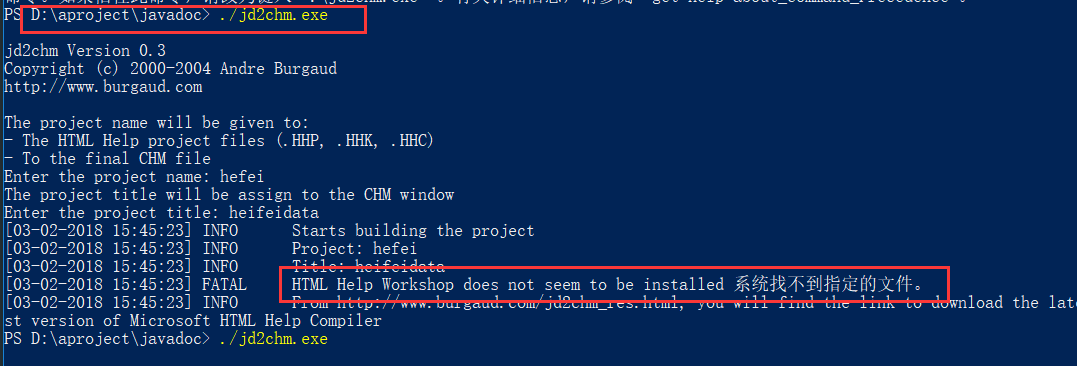 PS D:\aproject\javadoc> ./jd2chm.exe
jd2chm Version 0.3
Copyright (c) 2000-2004 Andre Burgaud
http://www.burgaud.com
The project name will be given to:
- The HTML Help project files (.HHP, .HHK, .HHC)
- To the final CHM file
Enter the project name: hefei
The project title will be assign to the CHM window
Enter the project title: heifeidata
[03-02-2018 15:45:23] INFO Starts building the project
[03-02-2018 15:45:23] INFO Project: hefei
[03-02-2018 15:45:23] INFO Title: heifeidata
[03-02-2018 15:45:23] FATAL HTML Help Workshop does not seem to be installed 系统找不到指定的文件。
[03-02-2018 15:45:23] INFO From http://www.burgaud.com/jd2chm_res.html, you will find the link to download the late
st version of Microsoft HTML Help Compiler
PS D:\aproject\javadoc> ./jd2chm.exe